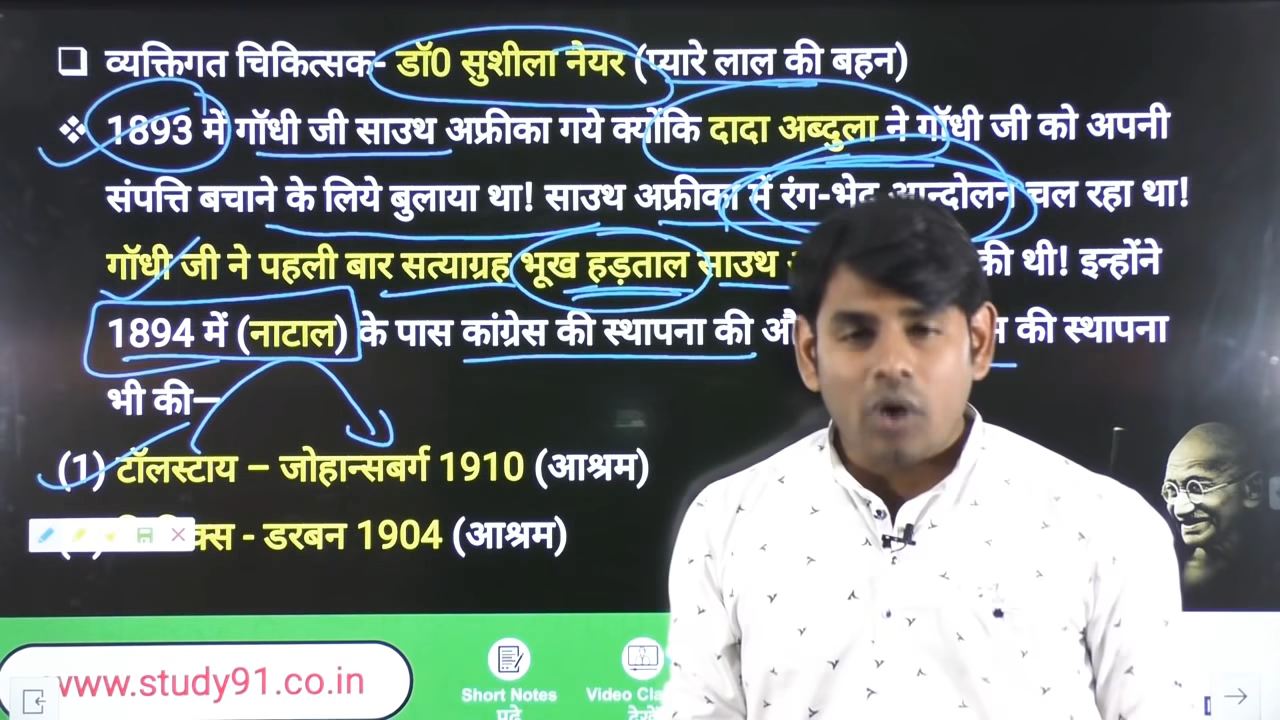 ❑ व्यक्तिगत चिकित्सक- डॉ0 सुशीला नेयर (प्यारे लाल की बहन)
❖ 1893 में गाॅधी जी साउथ अफ्रीका गये क्योंकि दादा अब्दुला ने गाॅधी जी को अपनी
संपत्ति बचाने के लिये बुलाया था! साउथ अफ्रीका में रंग-भेद आन्दोलन चल रहा था!
गाॅधी जी ने पहली बार सत्याग्रह भूख हड़ताल साउथ की थी! इन्होंने
1894 में (नाटाल) के पास कांग्रेस की स्थापना की की स्थापना
भी की–
(1) टॉलस्टाय – जोहान्सबर्ग 1910 (आश्रम)
- डरबन 1904 (आश्रम)
www.study91.co.in
Short Notes
पढ़े
Video
देखें